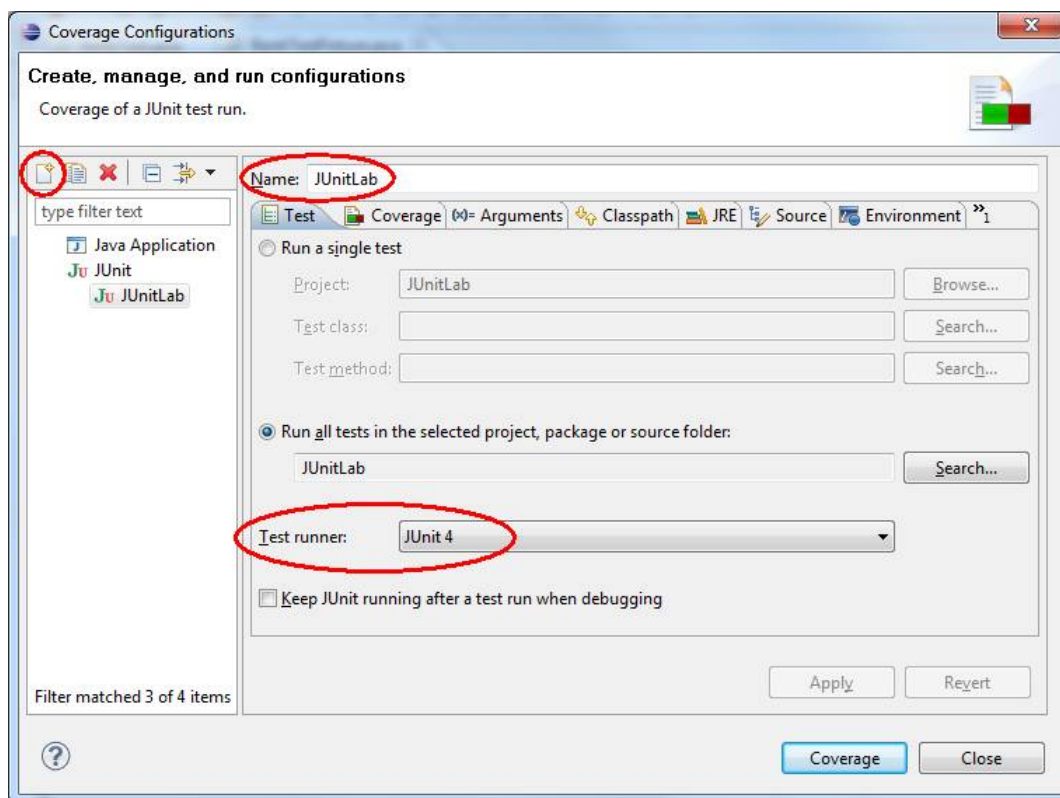 Coverage Configurations
Create, manage, and run configurations
Coverage of a JUnit test run.
Name: JUnitLab
type filter text
Test Coverage (x)= Arguments Classpath JRE Source Environment »1
Java Application
Ju JUnit
Ju JUnitLab
Run a single test
Project: JUnitLab Browse...
Test class: Search...
Test method: Search...
Run all tests in the selected project, package or source folder:
JUnitLab Search...
Test runner: JUnit 4
Keep JUnit running after a test run when debugging
Apply Revert
Filter matched 3 of 4 items
Coverage Close